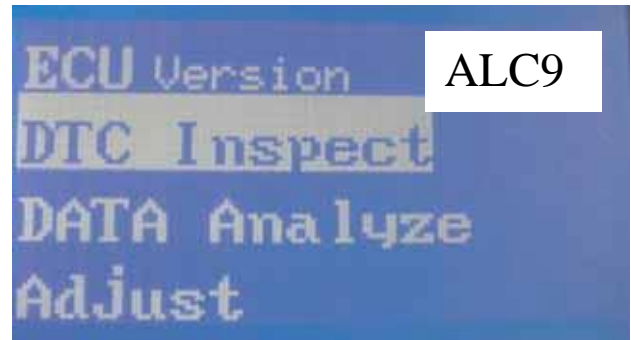 ECU Version
ALC9
DTC Inspect
DATA Analyze
Adjust